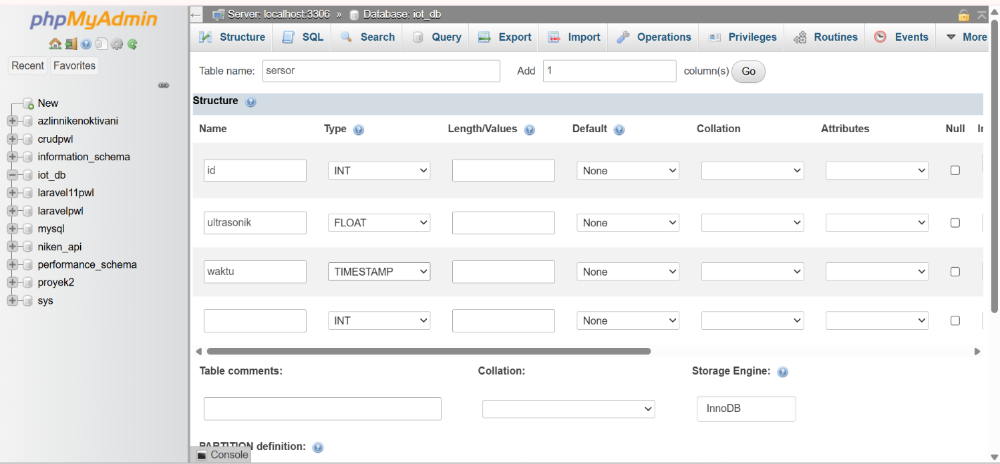 phpMyAdmin
Recent Favorites
New
azlinnikenoktivani
crudpwl
information_schema
iot_db
laravel11pwl
laravelpwl
mysql
niken_api
performance_schema
proyek2
sys
Server: localhost:3306 » Database: iot_db
Structure SQL Search Query Export Import Operations Privileges Routines Events More
Table name: sersor Add 1 column(s) Go
Structure
Name Type Length/Values Default Collation Attributes Null
id INT None
ultrasonik FLOAT None
waktu TIMESTAMP None
INT None
Table comments: Collation: Storage Engine:
InnoDB
PARTITION definition:
Console